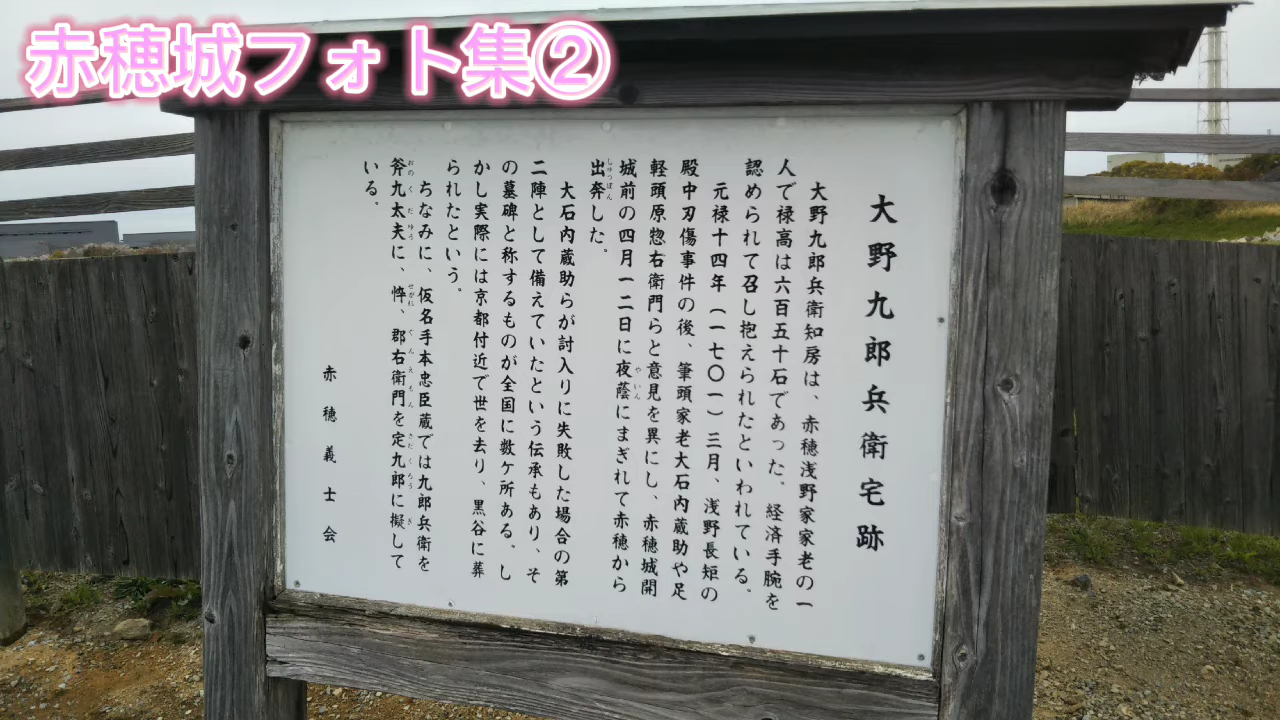 赤穂城フォト集②
大野九郎兵衛宅跡
大野九郎兵衛知房は、赤穂浅野家家老の一
人で禄高は六百五十石であった。経済手腕を
認められて召し抱えられたといわれている。
元禄十四年（一七〇一）三月、浅野長矩の
殿中刃傷事件の後、筆頭家老大石内蔵助や足
軽頭原惣右衛門らと意見を異にし、赤穂城開
城前の四月一二日に夜蔭にまぎれて赤穂から
出奔した。
大石内蔵助らが討入りに失敗した場合の第
二陣として備えていたという伝承もあり、そ
の墓碑と称するものが全国に数ヶ所ある。し
かし実際には京都付近で世を去り、黒谷に葬
られたという。
ちなみに、仮名手本忠臣蔵では九郎兵衛を
斧九太夫に、悴、郡右衛門を定九郎に擬して
いる。
赤穂義士会